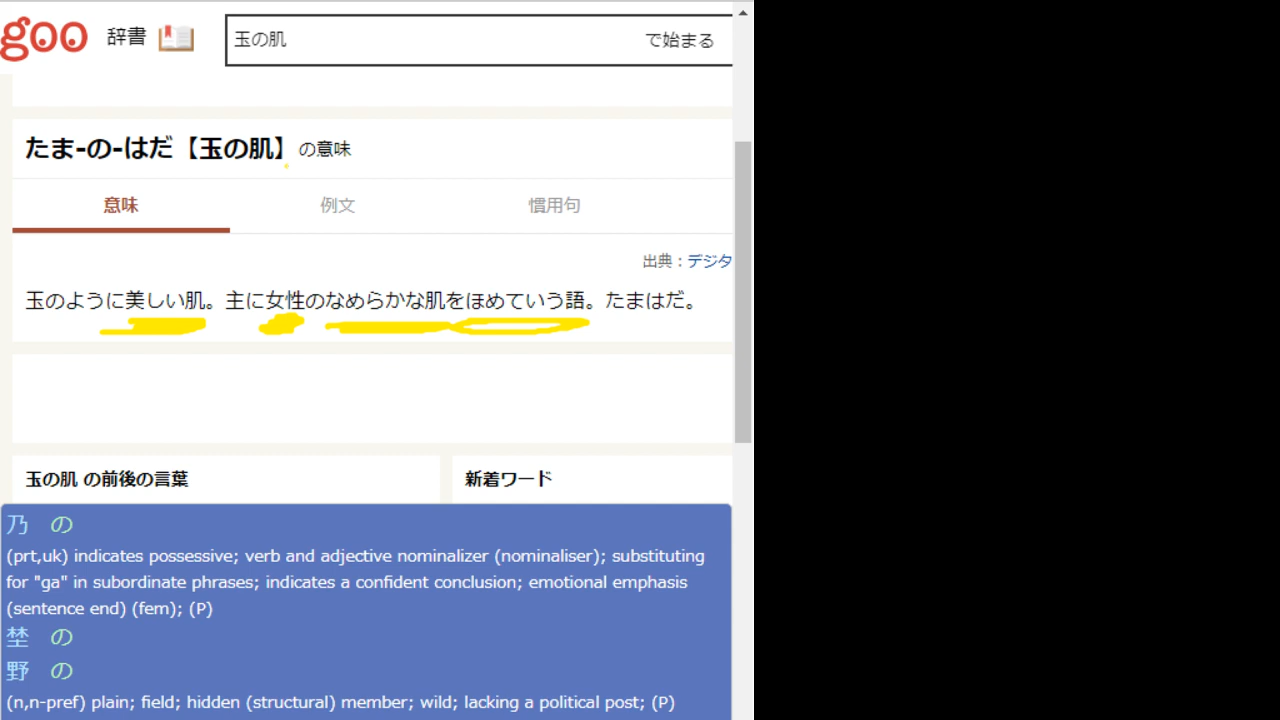 goo 辞書 玉の肌 で始まる
たま-の-はだ【玉の肌】 の意味
意味 例文 慣用句
出典：デジタ
玉のように美しい肌。主に女性のなめらかな肌をほめていう語。たまはだ。
玉の肌 の前後の言葉 新着ワード
乃 の
(prt,uk) indicates possessive; verb and adjective nominalizer (nominaliser); substituting
for "ga" in subordinate phrases; indicates a confident conclusion; emotional emphasis
(sentence end) (fem); (P)
埜 の
野 の
(n,n-pref) plain; field; hidden (structural) member; wild; lacking a political post; (P)